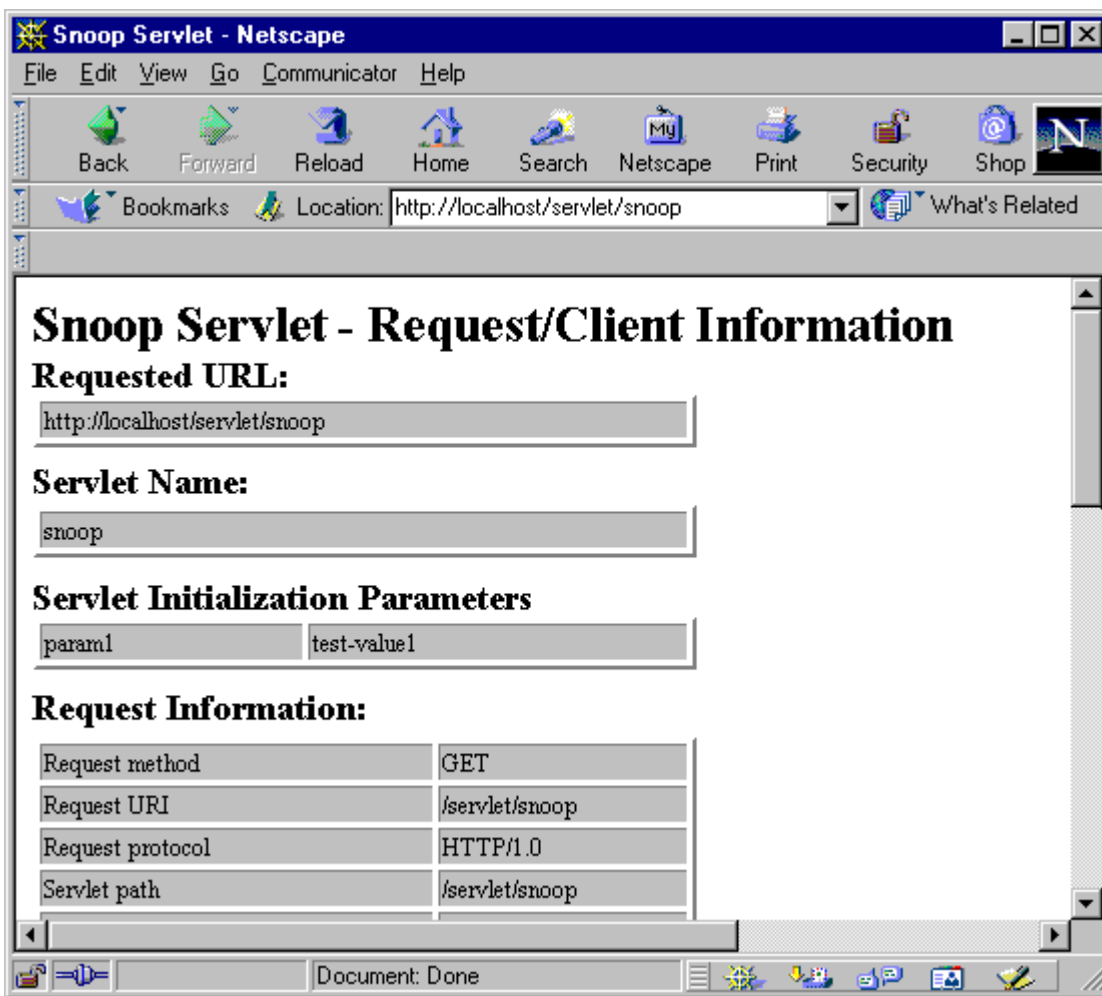 Snoop Servlet - Netscape
File Edit View Go Communicator Help
Back Forward Reload Home Search Netscape Print Security Shop
My
N
Bookmarks Location: http://localhost/servlet/snoop What's Related
Snoop Servlet - Request/Client Information
Requested URL:
http://localhost/servlet/snoop
Servlet Name:
snoop
Servlet Initialization Parameters
param1 test-value1
Request Information:
Request method GET
Request URI /servlet/snoop
Request protocol HTTP/1.0
Servlet path /servlet/snoop
Document: Done